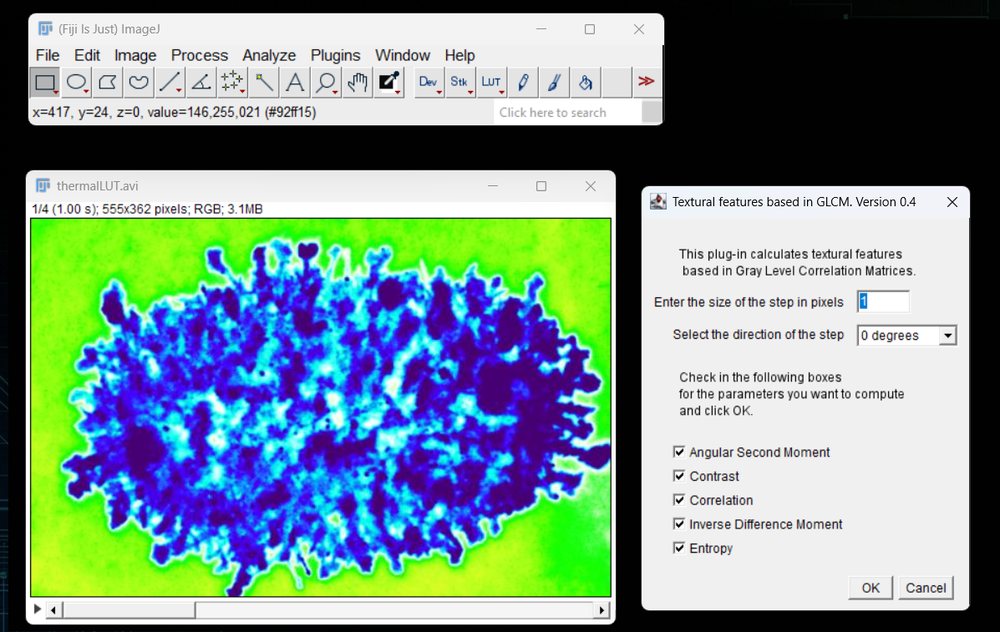 (Fiji Is Just) ImageJ
File Edit Image Process Analyze Plugins Window Help
Dev Stk LUT
x=417, y=24, z=0, value=146,255,021 (#92ff15)
Click here to search
thermalLUT.avi
1/4 (1.00 s); 555x362 pixels; RGB; 3.1MB
Textural features based in GLCM. Version 0.4
This plug-in calculates textural features
based in Gray Level Correlation Matrices.
Enter the size of the step in pixels 1
Select the direction of the step 0 degrees
Check in the following boxes
for the parameters you want to compute
and click OK.
Angular Second Moment
Contrast
Correlation
Inverse Difference Moment
Entropy
OK Cancel